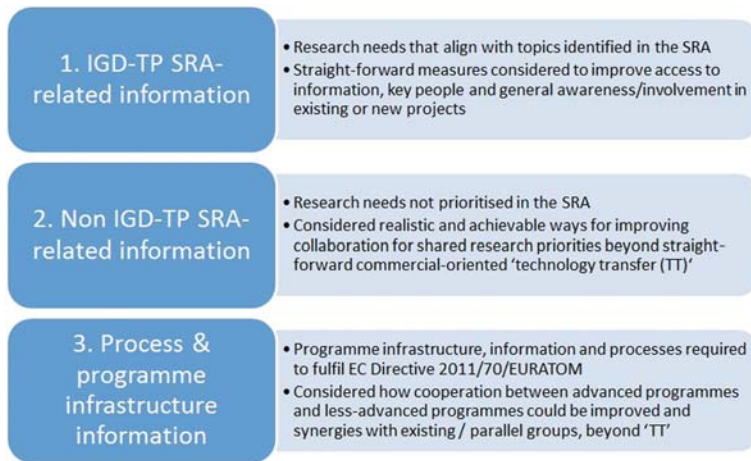 1. IGD-TP SRA-
related information
• Research needs that align with topics identified in the SRA
• Straight-forward measures considered to improve access to
information, key people and general awareness/involvement in
existing or new projects
2. Non IGD-TP SRA-
related information
• Research needs not prioritised in the SRA
• Considered realistic and achievable ways for improving
collaboration for shared research priorities beyond straight-
forward commercial-oriented ‘technology transfer (TT)‘
3. Process &
programme
infrastructure
information
• Programme infrastructure, information and processes required
to fulfil EC Directive 2011/70/EURATOM
• Considered how cooperation between advanced programmes
and less-advanced programmes could be improved and
synergies with existing / parallel groups, beyond ‘TT’